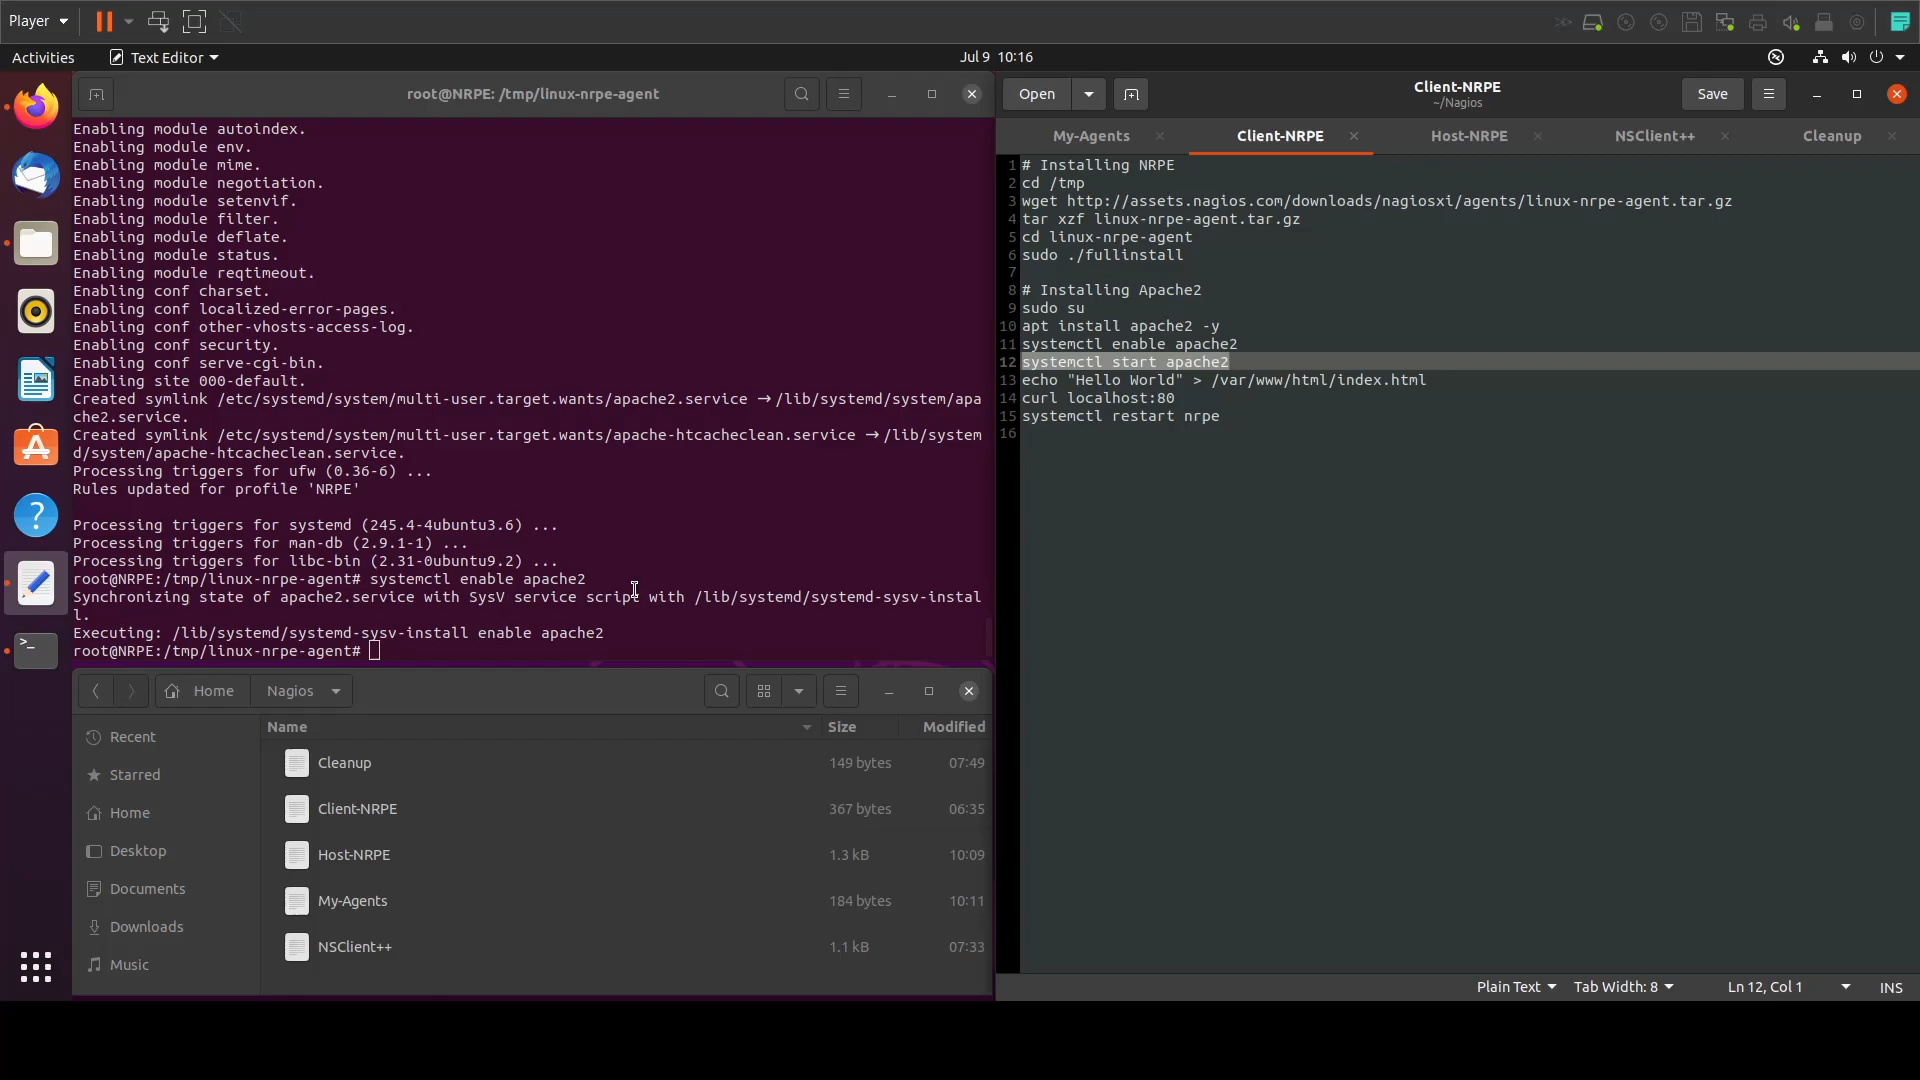 Player
Activities
Text Editor
Jul 9 10:16
root@NRPE: /tmp/linux-nrpe-agent
Enabling module autoindex.
Enabling module env.
Enabling module mime.
Enabling module negotiation.
Enabling module setenvif.
Enabling module filter.
Enabling module deflate.
Enabling module status.
Enabling module reqtimeout.
Enabling conf charset.
Enabling conf localized-error-pages.
Enabling conf other-vhosts-access-log.
Enabling conf security.
Enabling conf serve-cgi-bin.
Enabling site 000-default.
Created symlink /etc/systemd/system/multi-user.target.wants/apache2.service → /lib/systemd/system/apa
che2.service.
Created symlink /etc/systemd/system/multi-user.target.wants/apache-htcacheclean.service → /lib/system
d/system/apache-htcacheclean.service.
Processing triggers for ufw (0.36-6) ...
Rules updated for profile 'NRPE'
Processing triggers for systemd (245.4-4ubuntu3.6) ...
Processing triggers for man-db (2.9.1-1) ...
Processing triggers for libc-bin (2.31-0ubuntu9.2) ...
root@NRPE:/tmp/linux-nrpe-agent# systemctl enable apache2
Synchronizing state of apache2.service with SysV service script with /lib/systemd/systemd-sysv-instal
l.
Executing: /lib/systemd/systemd-sysv-install enable apache2
root@NRPE:/tmp/linux-nrpe-agent#
Home
Nagios
Recent
Starred
Home
Desktop
Documents
Downloads
Music
Name Size Modified
Cleanup 149 bytes 07:49
Client-NRPE 367 bytes 06:35
Host-NRPE 1.3 kB 10:09
My-Agents 184 bytes 10:11
NSClient++ 1.1 kB 07:33
Open
Client-NRPE
~/Nagios
Save
My-Agents Client-NRPE Host-NRPE NSClient++ Cleanup
1 # Installing NRPE
2 cd /tmp
3 wget http://assets.nagios.com/downloads/nagiosxi/agents/linux-nrpe-agent.tar.gz
4 tar xzf linux-nrpe-agent.tar.gz
5 cd linux-nrpe-agent
6 sudo ./fullinstall
7
8 # Installing Apache2
9 sudo su
10 apt install apache2 -y
11 systemctl enable apache2
12 systemctl start apache2
13 echo "Hello World" > /var/www/html/index.html
14 curl localhost:80
15 systemctl restart nrpe
16
Plain Text Tab Width: 8 Ln 12, Col 1 INS